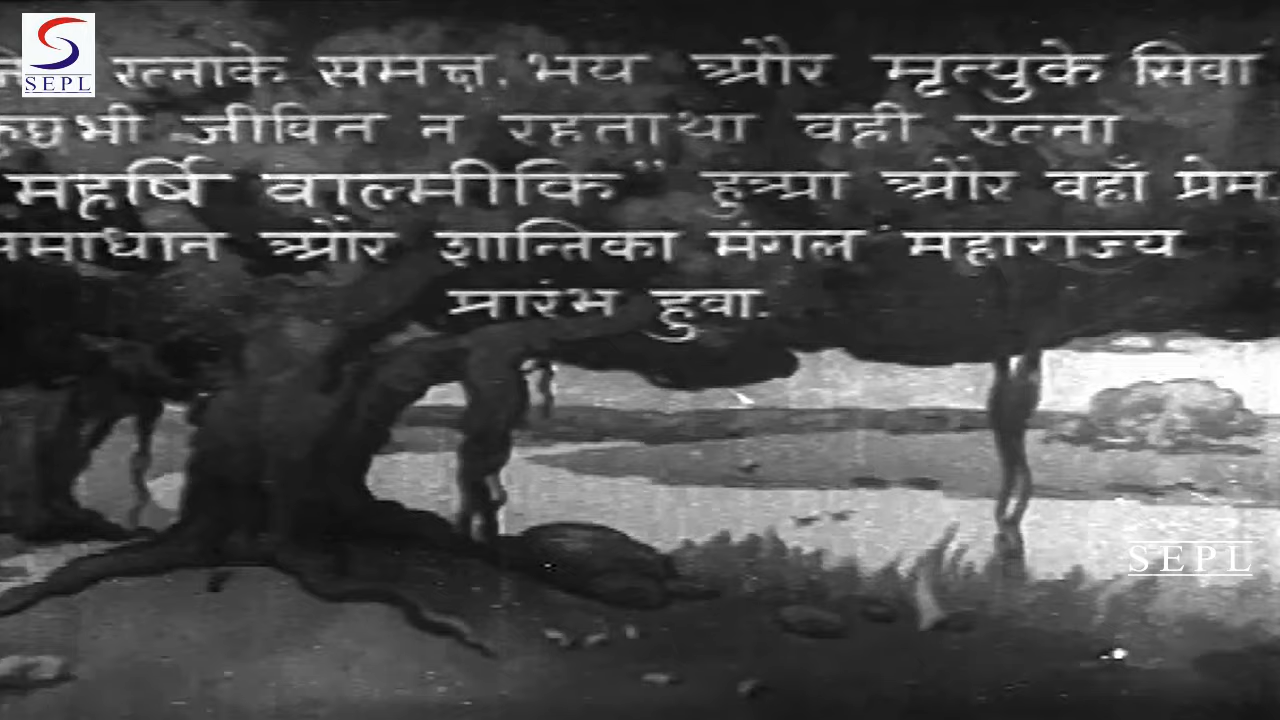 SEPL
रत्नाके समक्ष. भय और मृत्युके सिवा
कुछभी जीवित न रहताथा वही रत्ना
महर्षि वाल्मीकि" हुआ और वहाँ प्रेम.
समाधान और शान्तिका मंगल महाराज्य
प्रारंभ हुवा.
SEPL